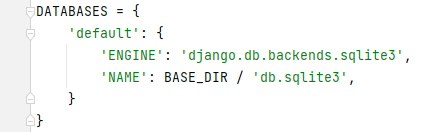 DATABASES = {
    'default': {
        'ENGINE': 'django.db.backends.sqlite3',
        'NAME': BASE_DIR / 'db.sqlite3',
    }
}